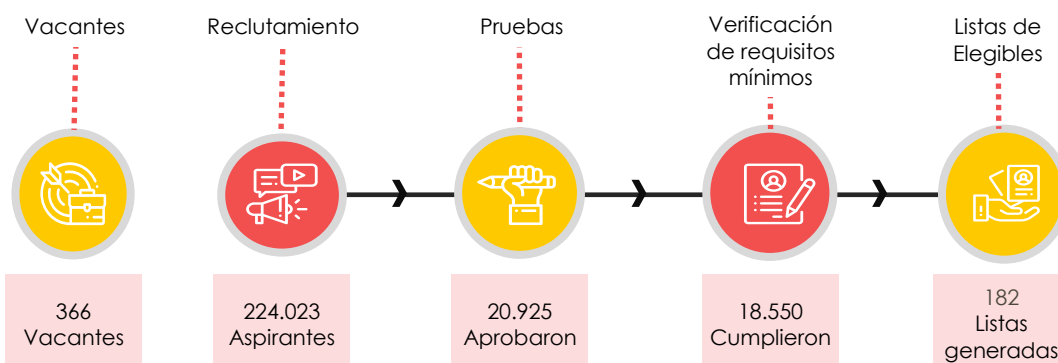 Vacantes
Reclutamiento
Pruebas
Verificación
de requisitos
mínimos
Listas de
Elegibles
366
Vacantes
224.023
Aspirantes
20.925
Aprobaron
18.550
Cumplieron
182
Listas
generadas